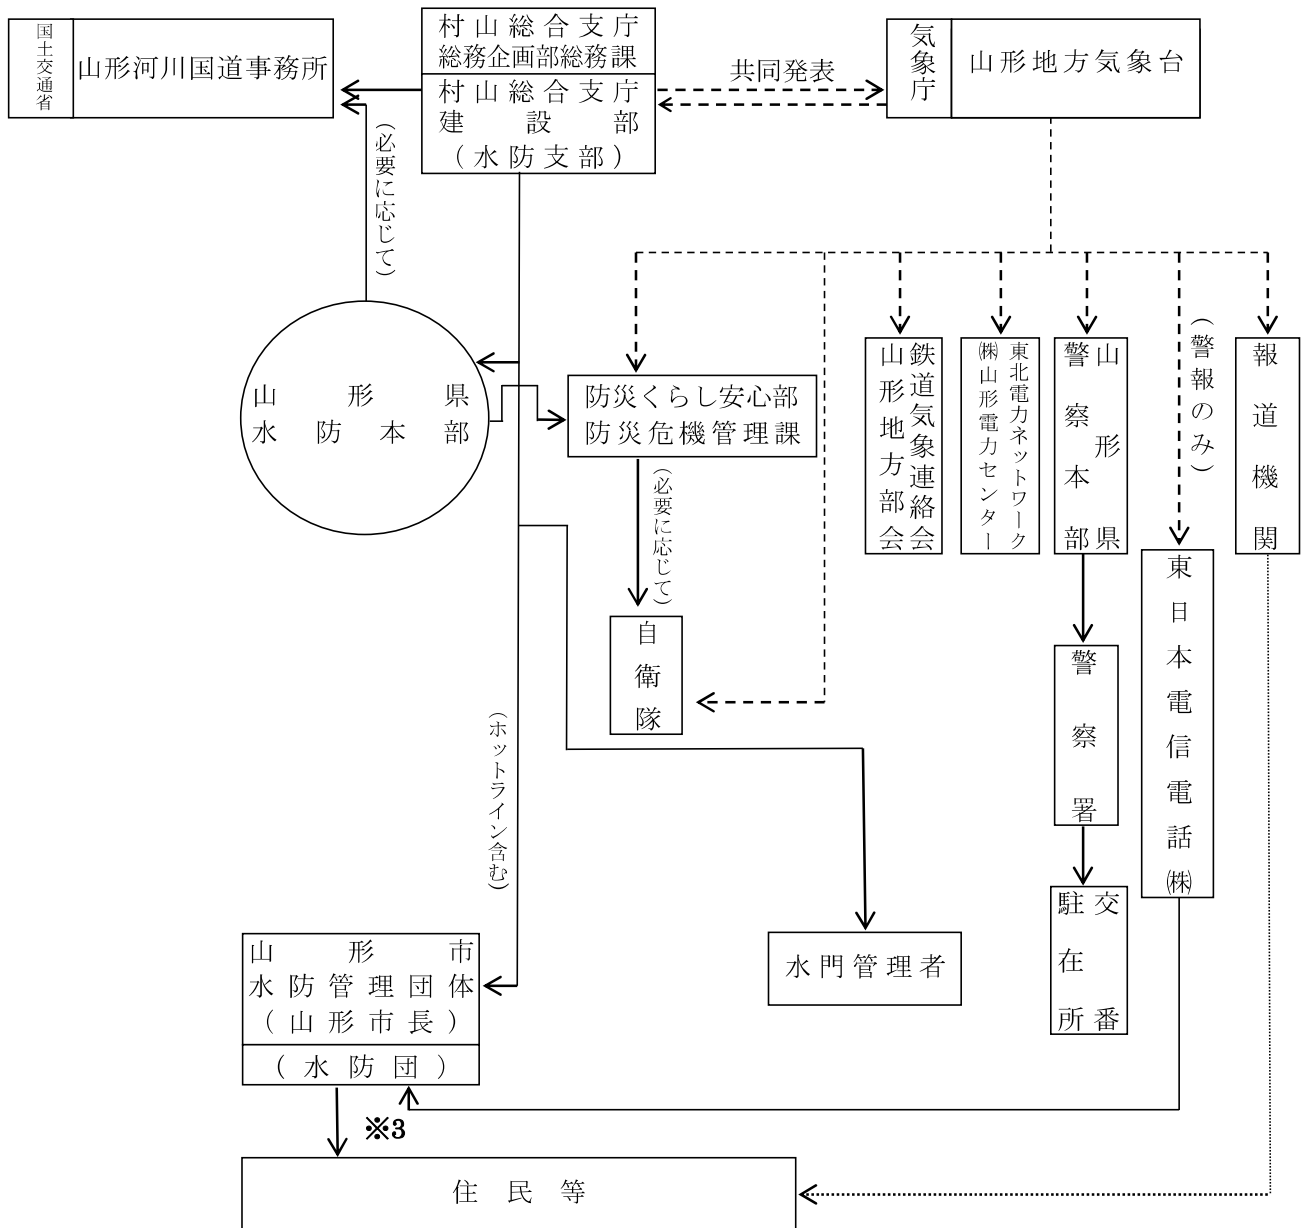 国土交通省
山形河川国道事務所
村山総合支庁
総務企画部総務課
村山総合支庁
建設部
（水防支部）
共同発表
気象庁
山形地方気象台
（必要に応じて）
山形県
水防本部
防災くらし安心部
防災危機管理課
（必要に応じて）
自衛隊
鉄道気象連絡会
山形地方部会
東北電力ネットワーク
㈱山形電力センター
山形県
警察本部
（警報のみ）
報道機関
警察署
交番
駐在所
東日本電信電話㈱
（ホットライン含む）
水門管理者
山形市
水防管理団体
（山形市長）
（水防団）
※3
住民等